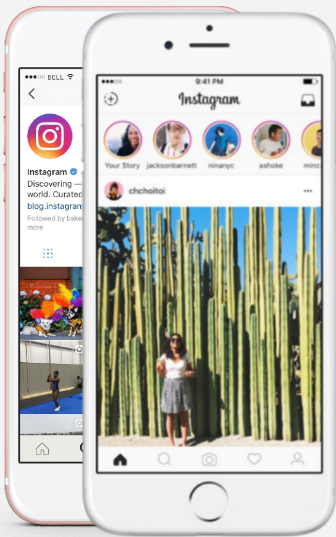 BELL
Instagram
Discovering —
world. Curated
blog.instagram
Followed by bake
more
9:41 PM
Instagram
Your Story jacksonbarnett ninanyc ashoke minz
chchoitoi